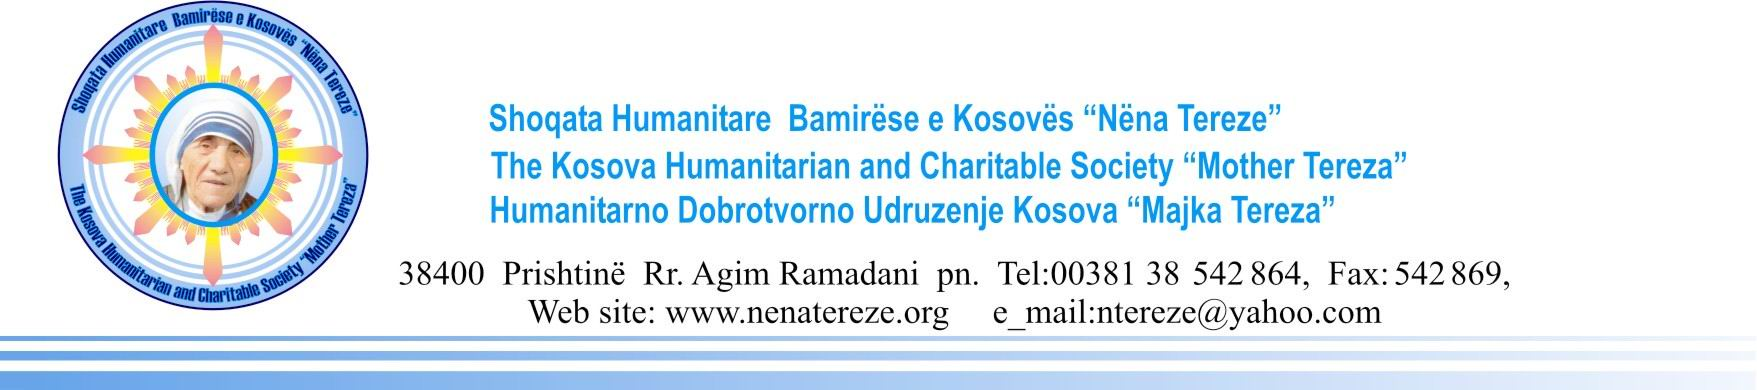 Shoqata Humanitare Bamirëse e Kosovës “Nëna Tereze”
The Kosova Humanitarian and Charitable Society “Mother Tereza”
Shoqata Humanitare Bamirëse e Kosovës “Nëna Tereze”
The Kosova Humanitarian and Charitable Society “Mother Tereza”
Humanitarno Dobrotvorno Udruzenje Kosova “Majka Tereza”
38400 Prishtinë Rr. Agim Ramadani pn. Tel:00381 38 542 864, Fax: 542 869,
Web site: www.nenatereze.org e_mail:ntereze@yahoo.com